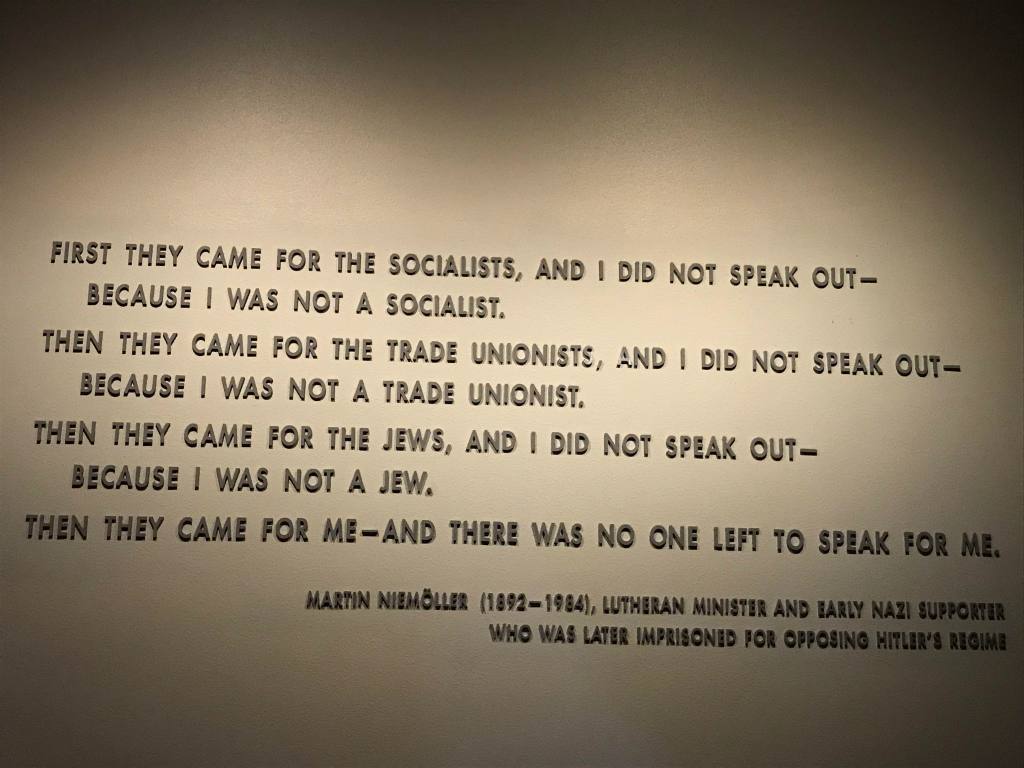 FIRST THEY CAME FOR THE SOCIALISTS, AND I DID NOT SPEAK OUT—
BECAUSE I WAS NOT A SOCIALIST.
THEN THEY CAME FOR THE TRADE UNIONISTS, AND I DID NOT SPEAK OUT—
BECAUSE I WAS NOT A TRADE UNIONIST.
THEN THEY CAME FOR THE JEWS, AND I DID NOT SPEAK OUT—
BECAUSE I WAS NOT A JEW.
THEN THEY CAME FOR ME—AND THERE WAS NO ONE LEFT TO SPEAK FOR ME.
MARTIN NIEMÖLLER (1892–1984), LUTHERAN MINISTER AND EARLY NAZI SUPPORTER
WHO WAS LATER IMPRISONED FOR OPPOSING HITLER'S REGIME